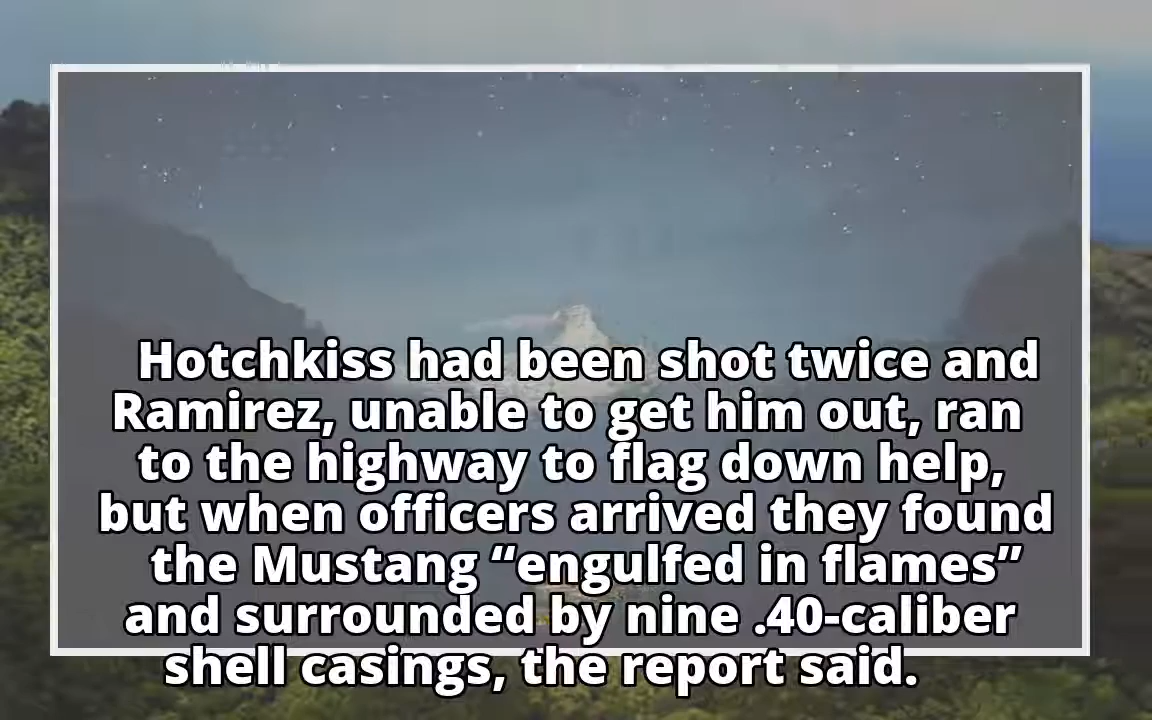 Hotchkiss had been shot twice and
Ramirez, unable to get him out, ran
to the highway to flag down help,
but when officers arrived they found
the Mustang “engulfed in flames”
and surrounded by nine .40-caliber
shell casings, the report said.